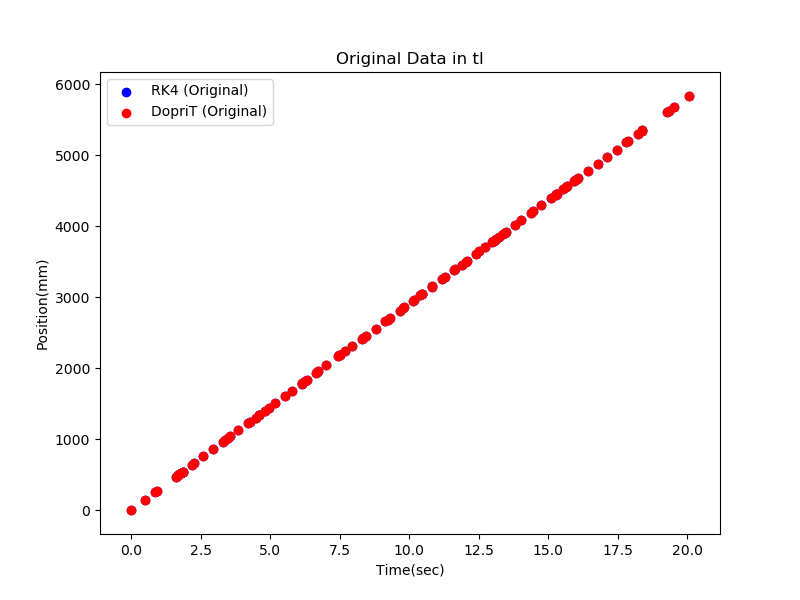 Original Data in tl
RK4 (Original)
DopriT (Original)
6000
5000
4000
3000
2000
1000
0
Position(mm)
0.0 2.5 5.0 7.5 10.0 12.5 15.0 17.5 20.0
Time(sec)